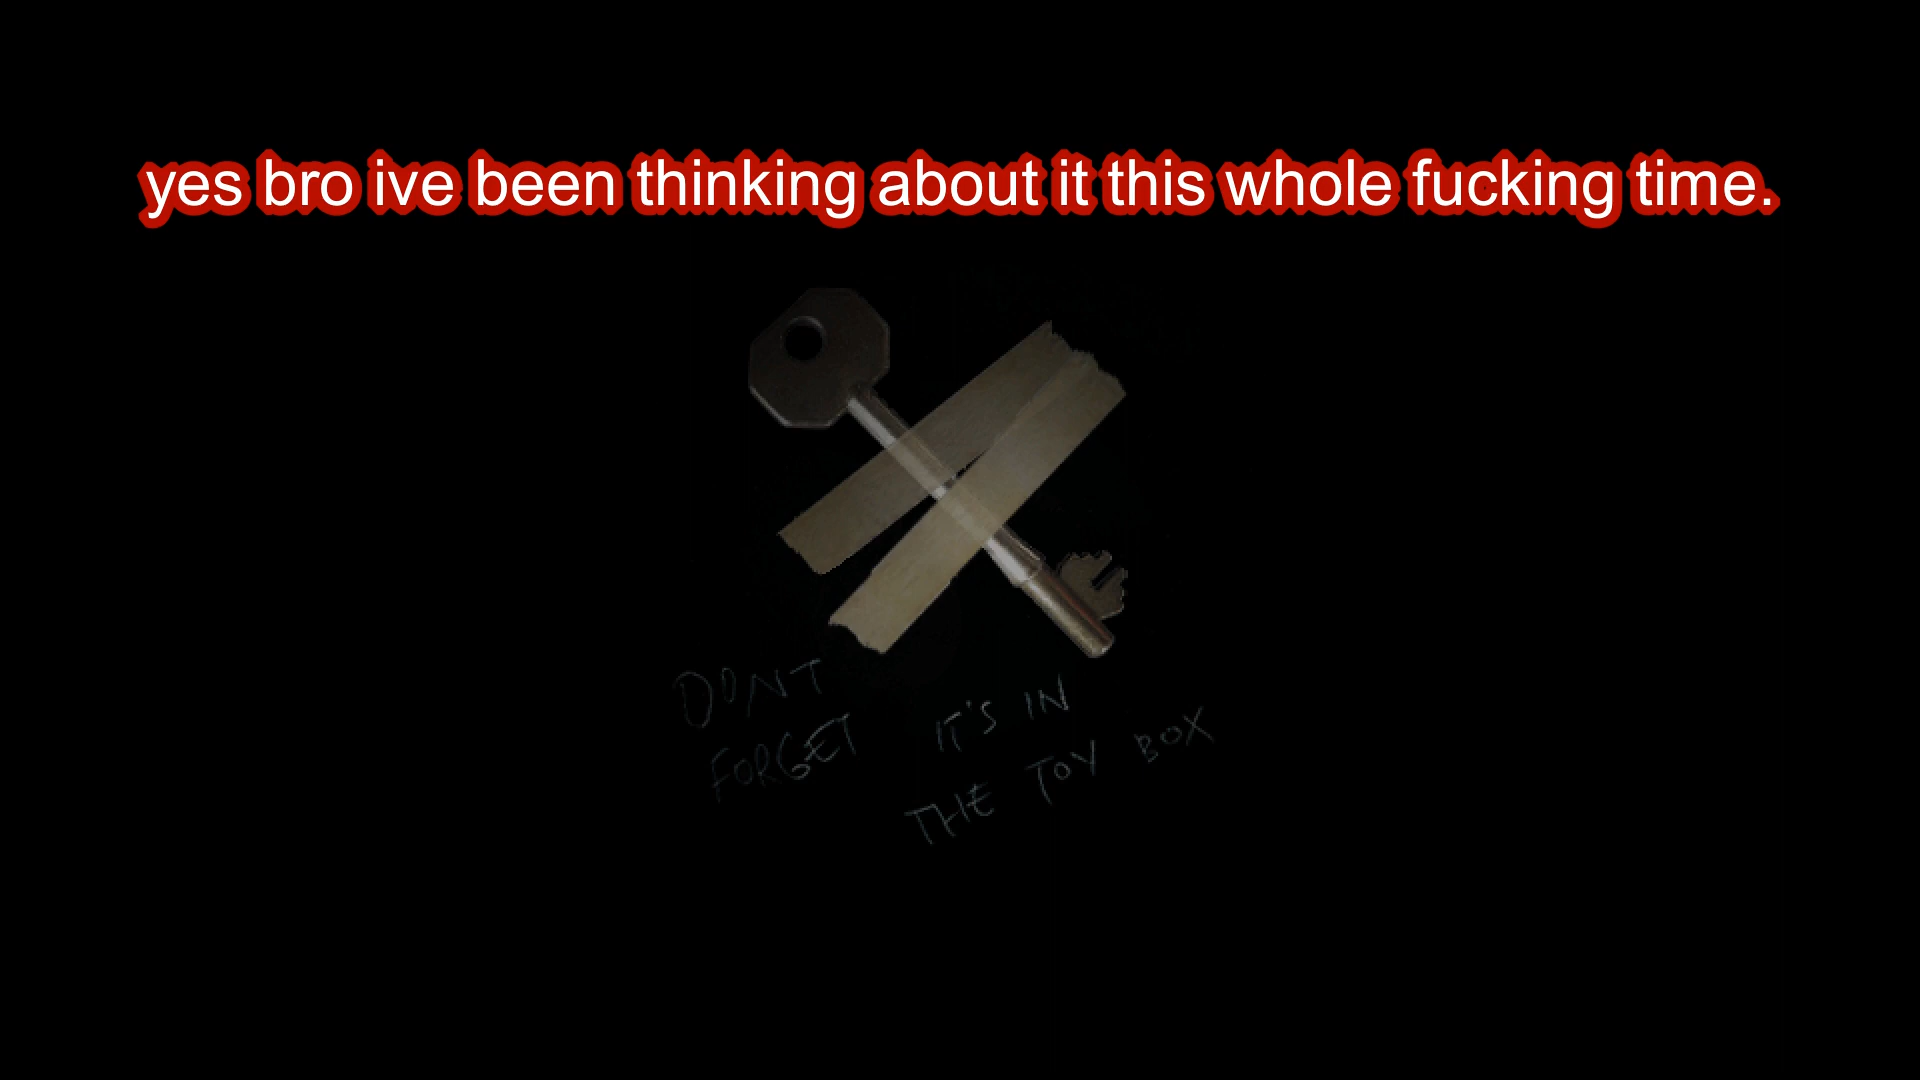 yes bro ive been thinking about it this whole fucking time.
DONT
FORGET
IT'S IN
THE TOY BOX